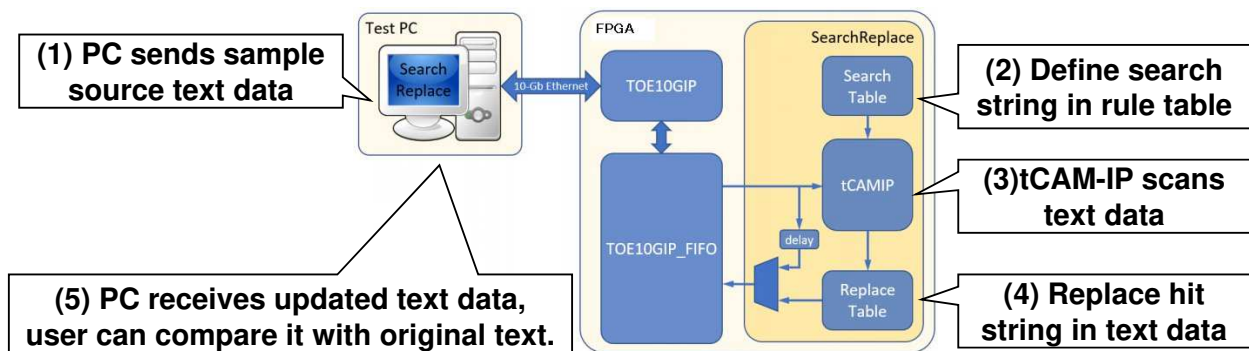 (1) PC sends sample
source text data
Test PC
Search
Replace
10-Gb Ethernet
FPGA
TOE10GIP
TOE10GIP_FIFO
SearchReplace
Search
Table
tCAMIP
delay
Replace
Table
(2) Define search
string in rule table
(3)tCAM-IP scans
text data
(4) Replace hit
string in text data
(5) PC receives updated text data,
user can compare it with original text.